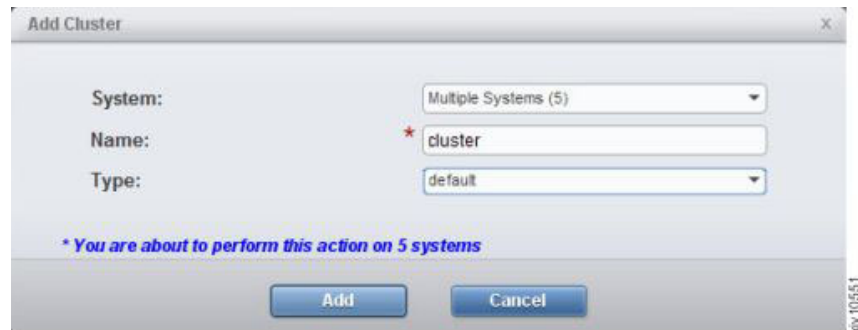 Add Cluster x
System: Multiple Systems (5)
Name: * cluster
Type: default
* You are about to perform this action on 5 systems
Add Cancel